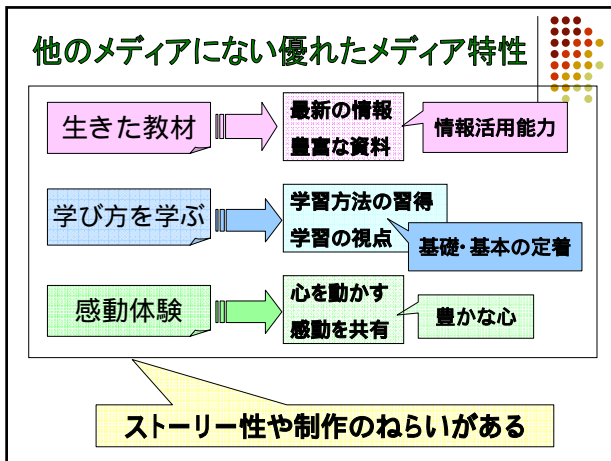 他のメディアにない優れたメディア特性
生きた教材
最新の情報
豊富な資料
情報活用能力
学び方を学ぶ
学習方法の習得
学習の視点
基礎・基本の定着
感動体験
心を動かす
感動を共有
豊かな心
ストーリー性や制作のねらいがある